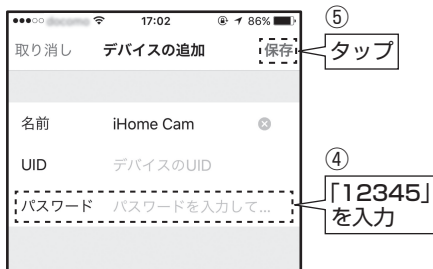 17:02
86%
⑤
取り消し デバイスの追加 保存
タップ
名前 iHome Cam
UID デバイスのUID
④
パスワード パスワードを入力して...
「12345」
を入力